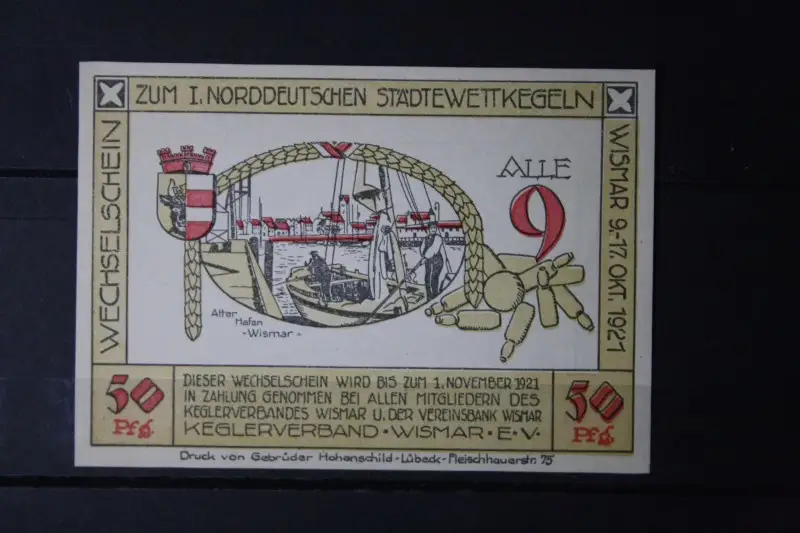 ZUM I. NORDDEUTSCHEN STÄDTEWETTKEGELN
WECHSELSCHEIN
WISMAR 9.-17. OKT. 1921
ALLE
9
Alter
Hafen
-Wismar-
50
Pfg.
DIESER WECHSELSCHEIN WIRD BIS ZUM 1. NOVEMBER 1921
IN ZAHLUNG GENOMMEN BEI ALLEN MITGLIEDERN DES
KEGLERVERBANDES WISMAR U. DER VEREINSBANK WISMAR
KEGLERVERBAND · WISMAR · E · V ·
50
Pfg.
Druck von Gebrüder Hohenschild - Lübeck - Fleischhauerstr. 75